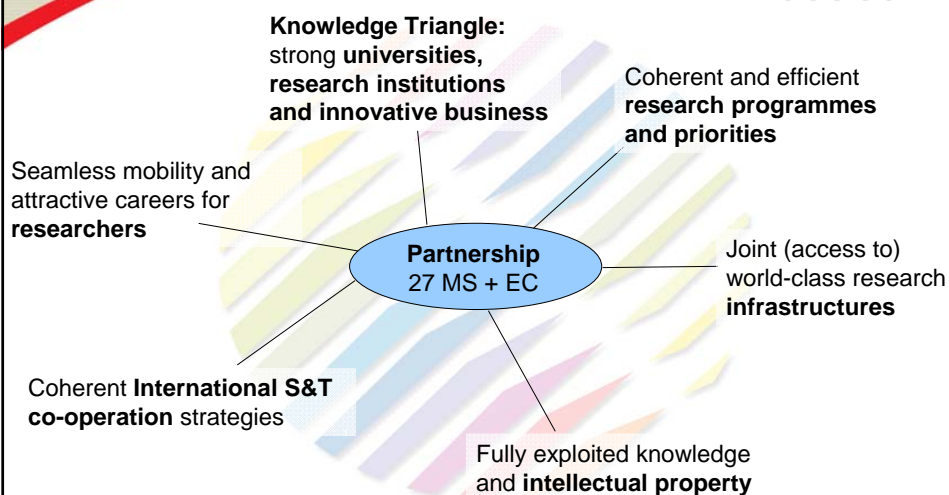 Knowledge Triangle:
strong universities,
research institutions
and innovative business
Coherent and efficient
research programmes
and priorities
Seamless mobility and
attractive careers for
researchers
Partnership
27 MS + EC
Joint (access to)
world-class research
infrastructures
Coherent International S&T
co-operation strategies
Fully exploited knowledge
and intellectual property